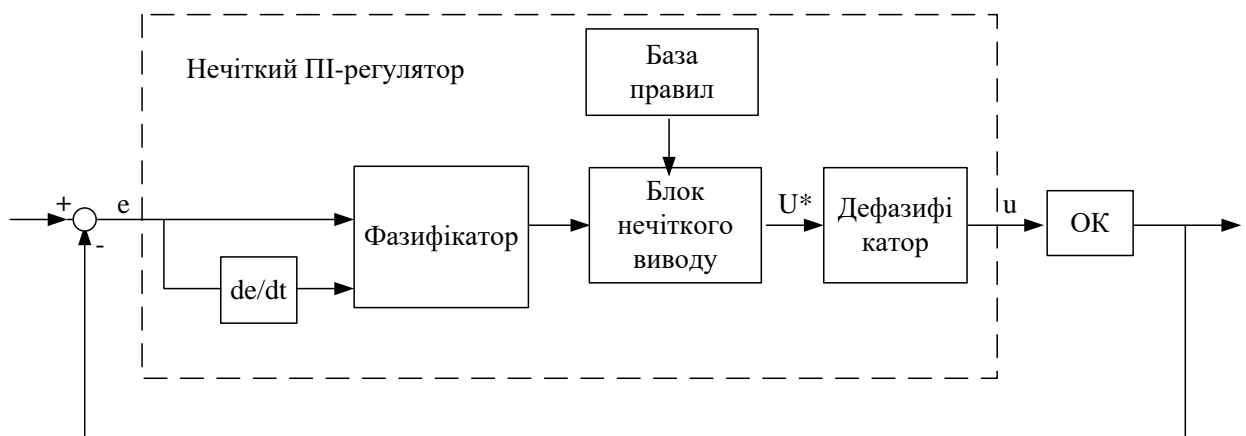 Нечіткий ПІ-регулятор
База
правил
+
e
-
de/dt
Фазифікатор
Блок
нечіткого
виводу
U*
Дефазифі
катор
u
ОК